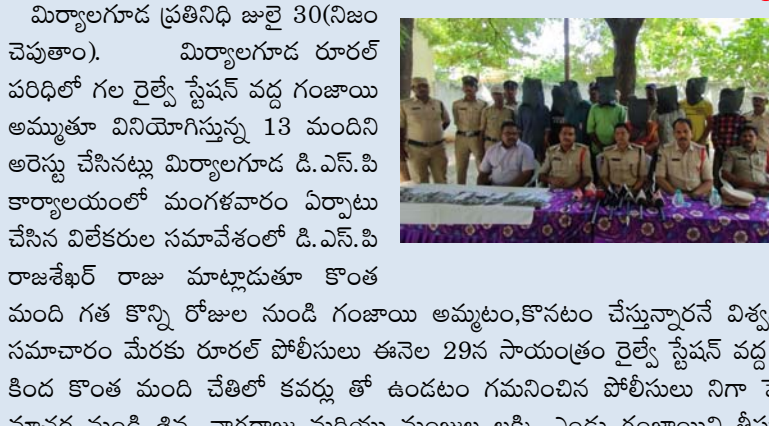 మిర్యాలగూడ ప్రతినిధి జులై 30(నిజం
చెపుతాం). మిర్యాలగూడ రూరల్
పరిధిలో గల రైల్వే స్టేషన్ వద్ద గంజాయి
అమ్ముతూ వినియోగిస్తున్న 13 మందిని
అరెస్టు చేసినట్లు మిర్యాలగూడ డి.ఎస్.పి
కార్యాలయంలో మంగళవారం ఏర్పాటు
చేసిన విలేకరుల సమావేశంలో డి.ఎస్.పి
రాజశేఖర్ రాజు మాట్లాడుతూ కొంత
మంది గత కొన్ని రోజుల నుండి గంజాయి అమ్మటం,కొనటం చేస్తున్నారనే విశ్వ
సమాచారం మేరకు రూరల్ పోలీసులు ఈనెల 29న సాయంత్రం రైల్వే స్టేషన్ వద్ద
కింద కొంత మంది చేతిలో కవర్లు తో ఉండటం గమనించిన పోలీసులు నిగా